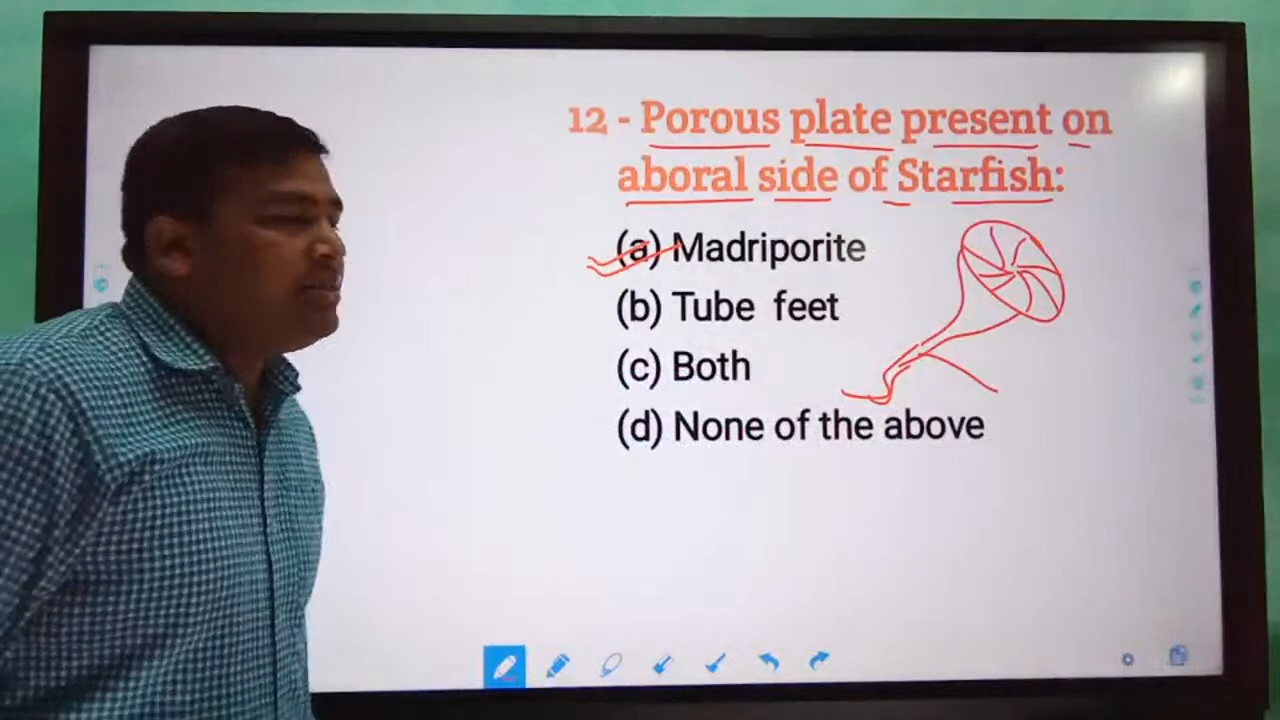 12 - Porous plate present on
aboral side of Starfish:
(a) Madriporite
(b) Tube feet
(c) Both
(d) None of the above